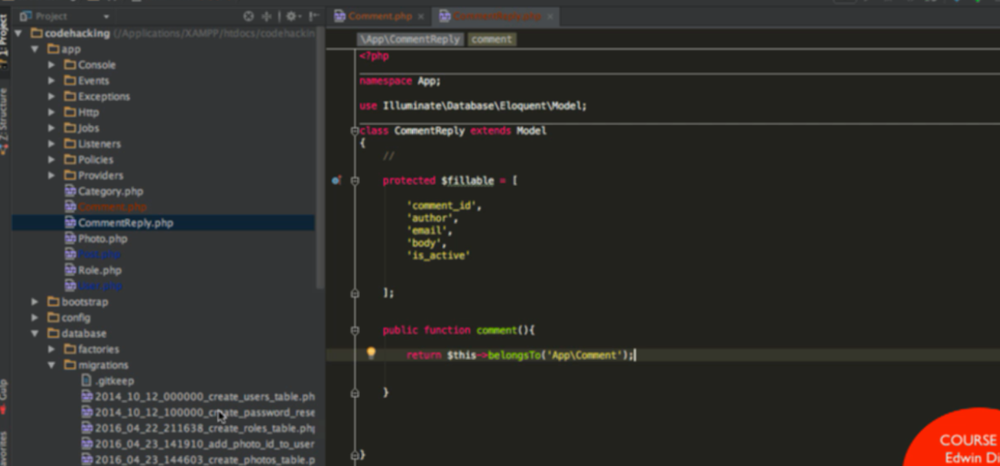 Project
Comment.php
CommentReply.php
1: Project
codehacking (/Applications/XAMPP/htdocs/codehackin
\App\CommentReply
comment
app
Console
Events
Exceptions
Http
Jobs
Listeners
Policies
Providers
Category.php
Comment.php
CommentReply.php
Photo.php
Post.php
Role.php
User.php
bootstrap
config
database
factories
migrations
.gitkeep
2014_10_12_000000_create_users_table.ph
2014_10_12_100000_create_password_rese
2016_04_22_211638_create_roles_table.php
2016_04_23_141910_add_photo_id_to_user
2016_04_23_144603_create_photos_table.p
Z: Structure
Gulp
avorites
<?php
namespace App;
use Illuminate\Database\Eloquent\Model;
class CommentReply extends Model
{
//
protected $fillable = [
'comment_id',
'author',
'email',
'body',
'is_active'
];
public function comment(){
return $this->belongsTo('App\Comment');
}
}
COURSE
Edwin Di